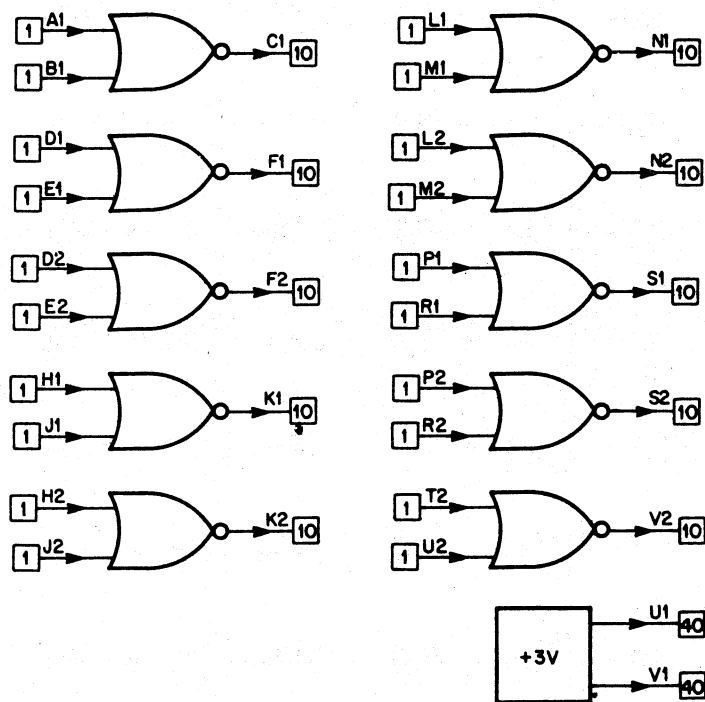 1 A1
C1 10
1 B1
1 D1
F1 10
1 E1
1 D2
F2 10
1 E2
1 H1
K1 10
1 J1
1 H2
K2 10
1 J2
1 L1
N1 10
1 M1
1 L2
N2 10
1 M2
1 P1
S1 10
1 R1
1 P2
S2 10
1 R2
1 T2
V2 10
1 U2
+3V
U1 40
V1 40